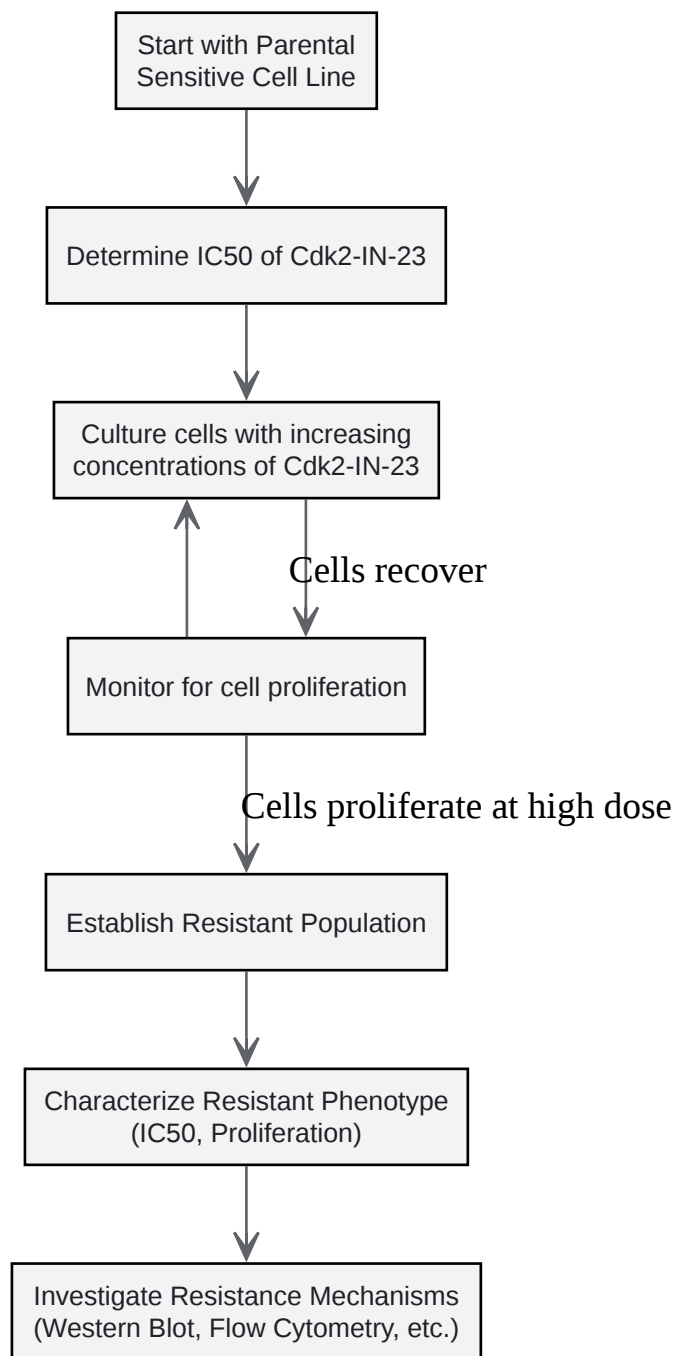 Start with Parental
Sensitive Cell Line
Determine IC50 of Cdk2-IN-23
Culture cells with increasing
concentrations of Cdk2-IN-23
Cells recover
Monitor for cell proliferation
Cells proliferate at high dose
Establish Resistant Population
Characterize Resistant Phenotype
(IC50, Proliferation)
Investigate Resistance Mechanisms
(Western Blot, Flow Cytometry, etc.)